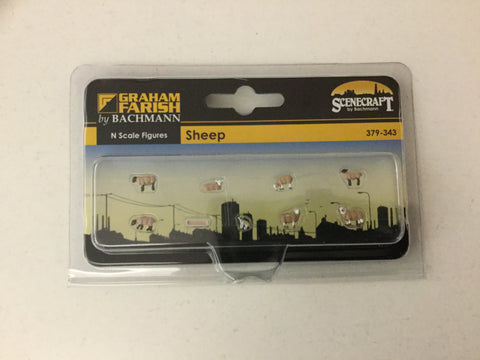 GRAHAM
FARISH
by BACHMANN
SCENECRAFT
by Bachmann
N Scale Figures
Sheep
379-343